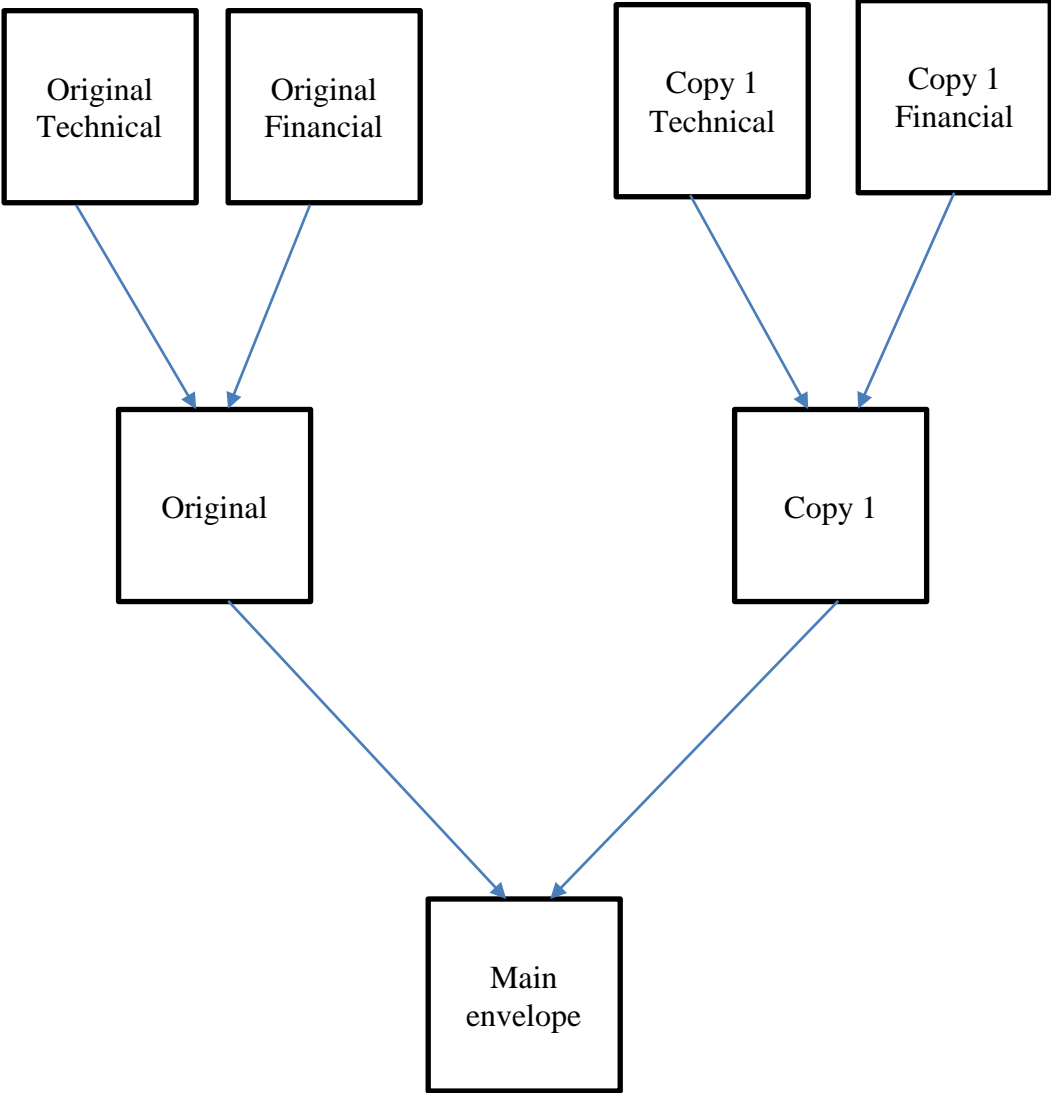 Original
Technical
Original
Financial
Copy 1
Technical
Copy 1
Financial
Original
Copy 1
Main
envelope